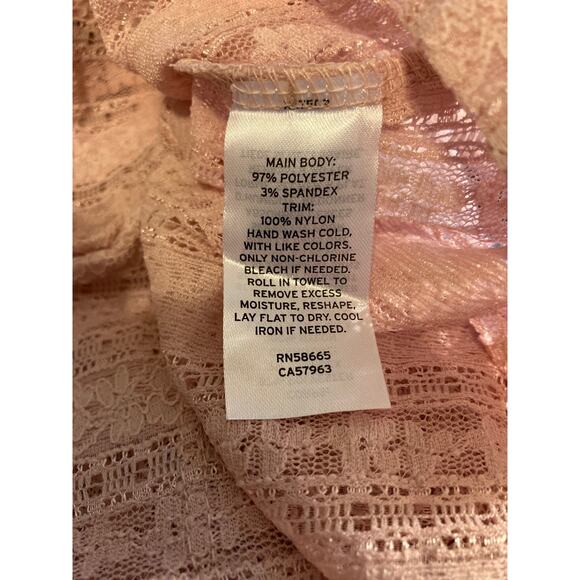 MAIN BODY:
97% POLYESTER
3% SPANDEX
TRIM:
100% NYLON
HAND WASH COLD,
WITH LIKE COLORS.
ONLY NON-CHLORINE
BLEACH IF NEEDED.
ROLL IN TOWEL TO
REMOVE EXCESS
MOISTURE, RESHAPE,
LAY FLAT TO DRY. COOL
IRON IF NEEDED.
RN58665
CA57963